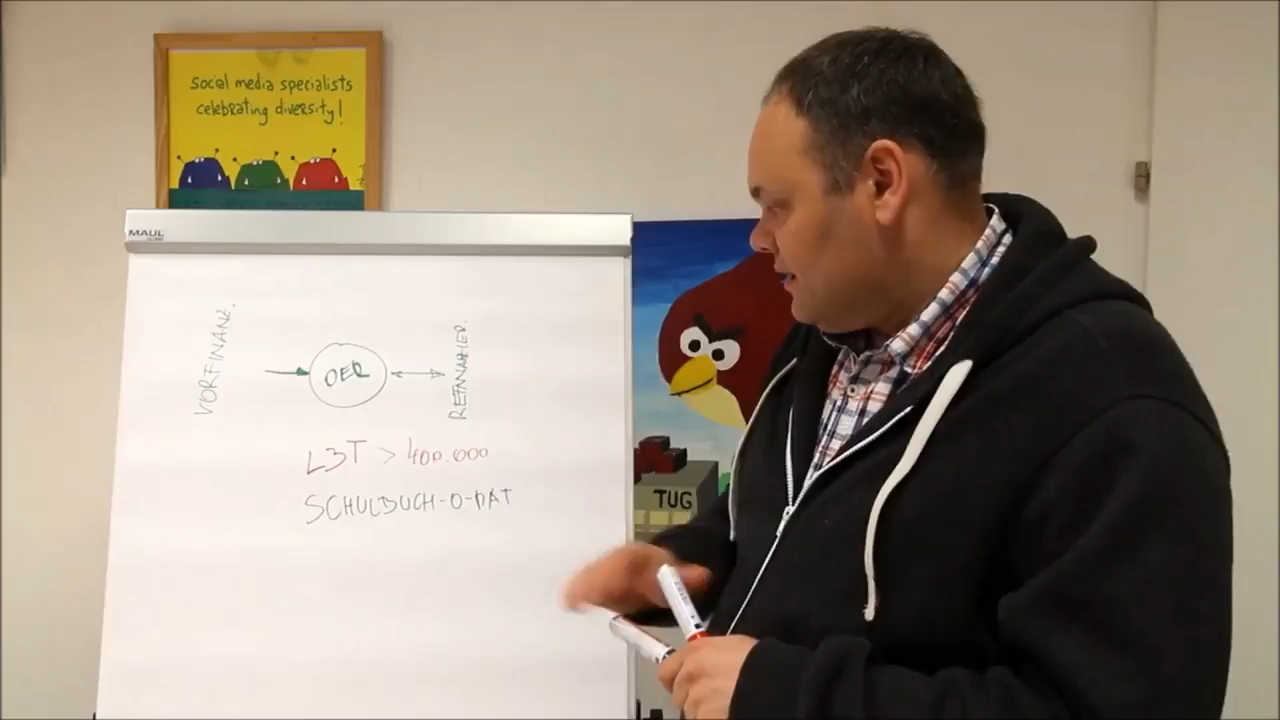 social media specialists
celebrating diversity!
MAUL
VORFINANZ.
OER
REFINANZIER.
L3T > 400.000
SCHULBUCH-O-MAT
TUG